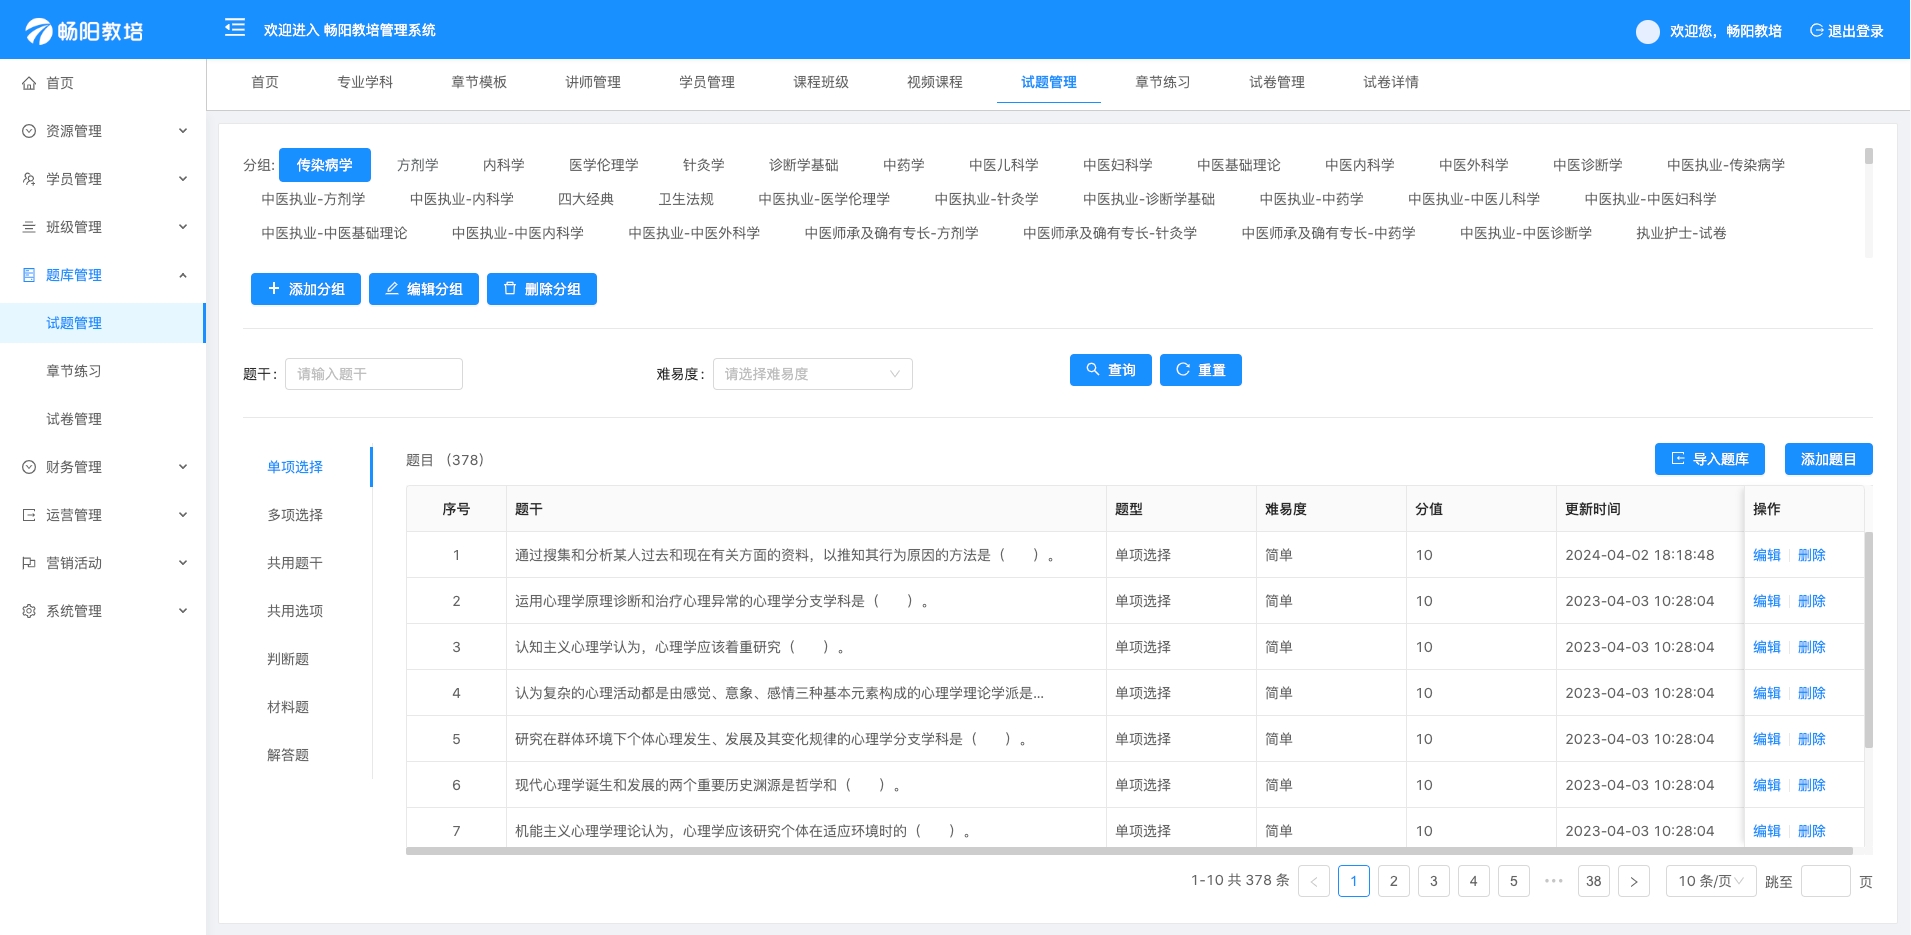 畅阳教培
欢迎进入 畅阳教培管理系统
欢迎您，畅阳教培
退出登录
首页
资源管理
学员管理
班级管理
题库管理
试题管理
章节练习
试卷管理
财务管理
运营管理
营销活动
系统管理
首页 专业学科 章节模板 讲师管理 学员管理 课程班级 视频课程 试题管理 章节练习 试卷管理 试卷详情
分组: 传染病学 方剂学 内科学 医学伦理学 针灸学 诊断学基础 中药学 中医儿科学 中医妇科学 中医基础理论 中医内科学 中医外科学 中医诊断学 中医执业-传染病学
中医执业-方剂学 中医执业-内科学 四大经典 卫生法规 中医执业-医学伦理学 中医执业-针灸学 中医执业-诊断学基础 中医执业-中药学 中医执业-中医儿科学 中医执业-中医妇科学
中医执业-中医基础理论 中医执业-中医内科学 中医执业-中医外科学 中医师承及确有专长-方剂学 中医师承及确有专长-针灸学 中医师承及确有专长-中药学 中医执业-中医诊断学 执业护士-试卷
添加分组 编辑分组 删除分组
题干： 请输入题干 难易度： 请选择难易度 查询 重置
单项选择
多项选择
共用题干
共用选项
判断题
材料题
解答题
题目 （378） 导入题库 添加题目
序号 题干 题型 难易度 分值 更新时间 操作
1 通过搜集和分析某人过去和现在有关方面的资料，以推知其行为原因的方法是（　　）。 单项选择 简单 10 2024-04-02 18:18:48 编辑 删除
2 运用心理学原理诊断和治疗心理异常的心理学分支学科是（　　）。 单项选择 简单 10 2023-04-03 10:28:04 编辑 删除
3 认知主义心理学认为，心理学应该着重研究（　　）。 单项选择 简单 10 2023-04-03 10:28:04 编辑 删除
4 认为复杂的心理活动都是由感觉、意象、感情三种基本元素构成的心理学理论学派是... 单项选择 简单 10 2023-04-03 10:28:04 编辑 删除
5 研究在群体环境下个体心理发生、发展及其变化规律的心理学分支学科是（　　）。 单项选择 简单 10 2023-04-03 10:28:04 编辑 删除
6 现代心理学诞生和发展的两个重要历史渊源是哲学和（　　）。 单项选择 简单 10 2023-04-03 10:28:04 编辑 删除
7 机能主义心理学理论认为，心理学应该研究个体在适应环境时的（　　）。 单项选择 简单 10 2023-04-03 10:28:04 编辑 删除
1-10 共 378 条 < 1 2 3 4 5 ••• 38 > 10 条/页 跳至 页